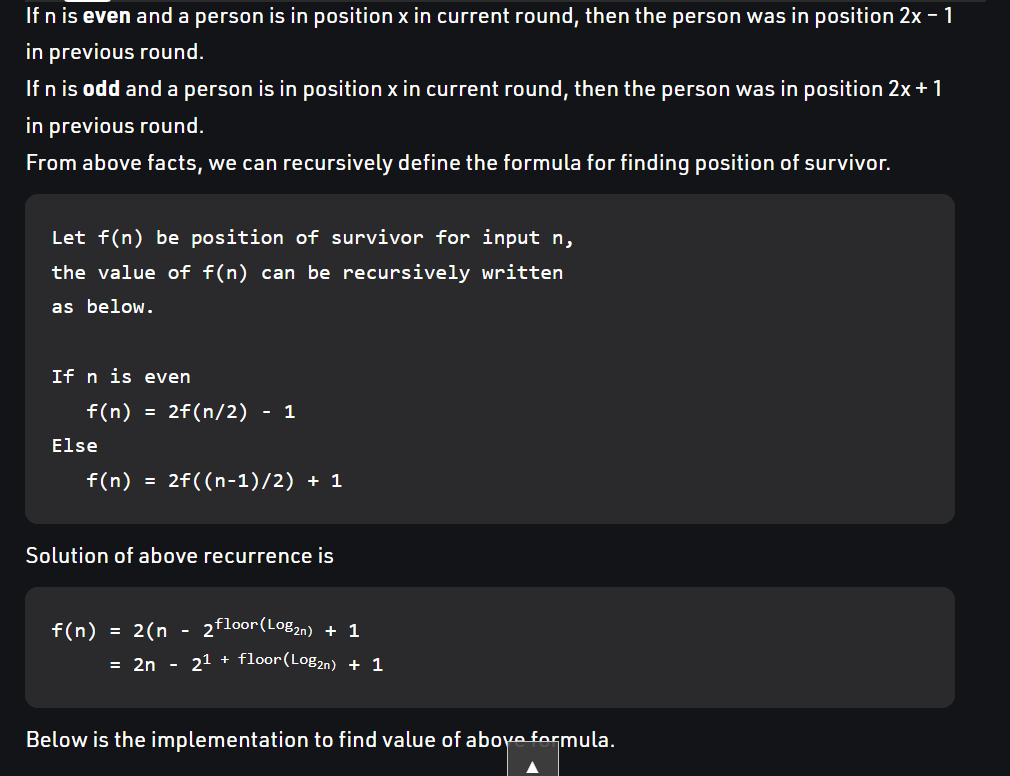 If n is even and a person is in position x in current round, then the person was in position 2x − 1
in previous round.
If n is odd and a person is in position x in current round, then the person was in position 2x + 1
in previous round.
From above facts, we can recursively define the formula for finding position of survivor.
Let f(n) be position of survivor for input n,
the value of f(n) can be recursively written
as below.
If n is even
f(n) = 2f(n/2) - 1
Else
f(n) = 2f((n-1)/2) + 1
Solution of above recurrence is
f(n) = 2(n - 2^floor(Log₂ₙ) + 1
= 2n - 2^1 + floor(Log₂ₙ) + 1
Below is the implementation to find value of above formula.
▲